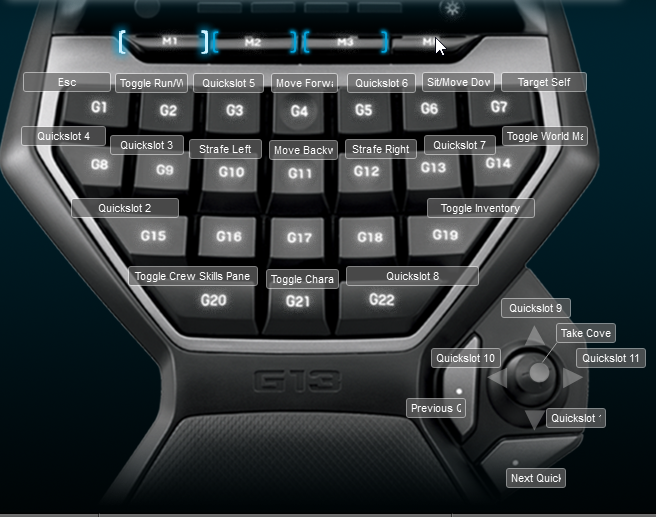 M1 M2 M3
Esc Toggle Run/W Quickslot 5 Move Forwa Quickslot 6 Sit/Move Dow Target Self
G1 G2 G3 G4 G5 G6 G7
Quickslot 4 Quickslot 3 Strafe Left Move Backw Strafe Right Quickslot 7 Toggle World Ma
G8 G9 G10 G11 G12 G13 G14
Quickslot 2 Toggle Inventory
G15 G16 G17 G18 G19
Toggle Crew Skills Pane Toggle Chara Quickslot 8
G20 G21 G22
Quickslot 9
Take Cove
Quickslot 10 Quickslot 11
G13
Previous Q
Quickslot 1
Next Quick